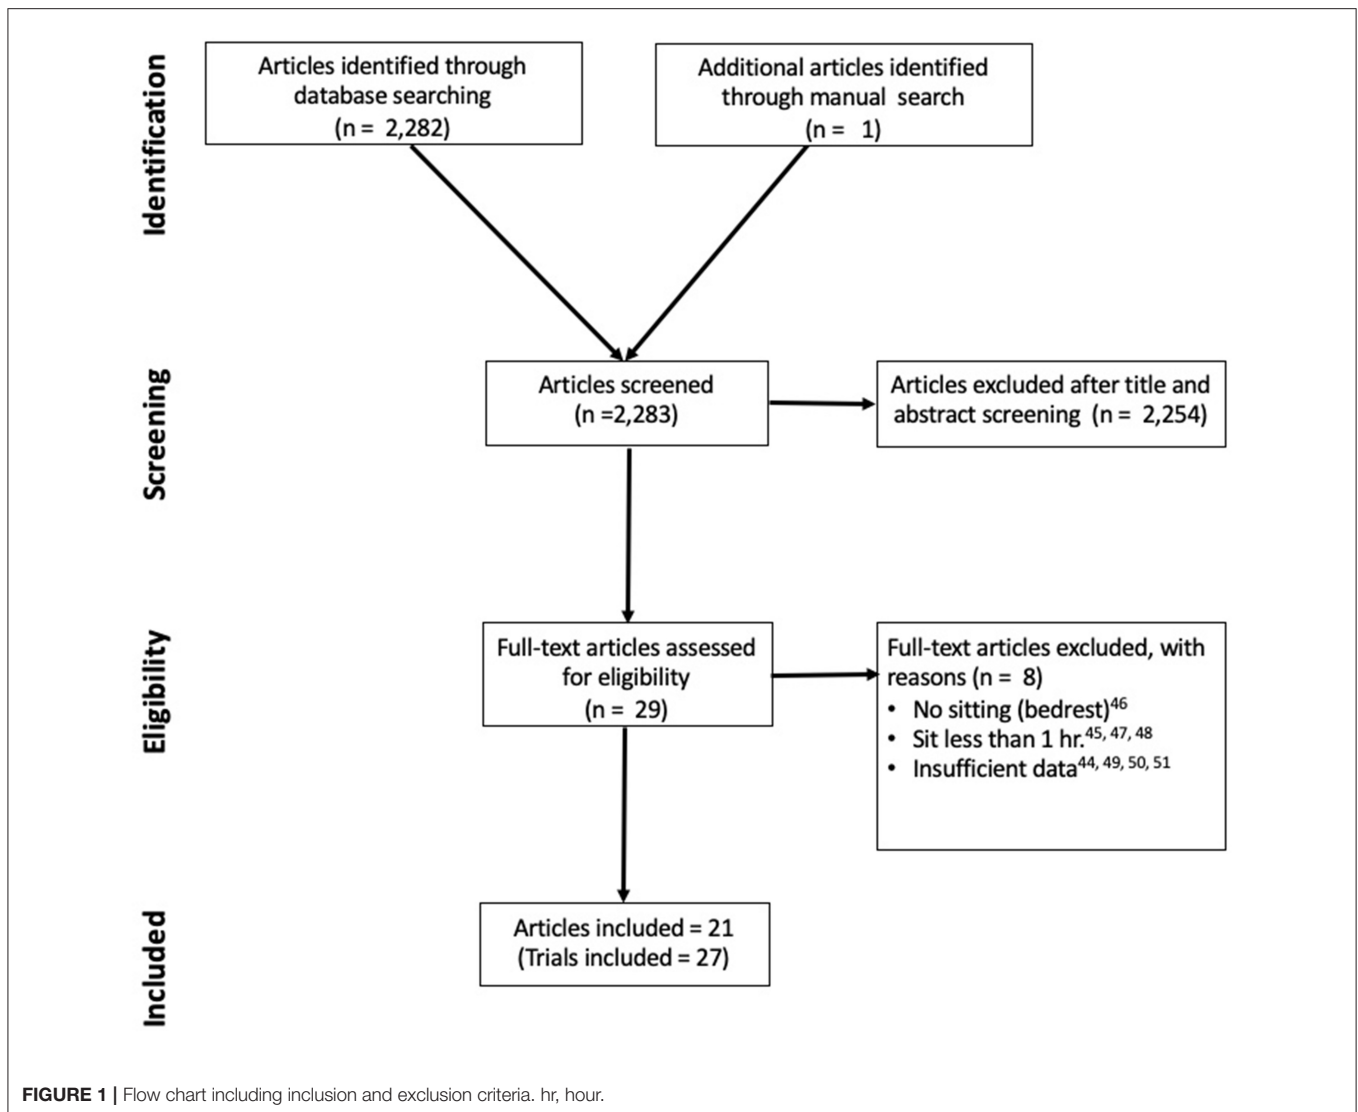 Identification
Articles identified through
database searching
(n = 2,282)
Additional articles identified
through manual search
(n = 1)
Screening
Articles screened
(n =2,283)
Articles excluded after title and
abstract screening (n = 2,254)
Eligibility
Full-text articles assessed
for eligibility
(n = 29)
Full-text articles excluded, with
reasons (n = 8)
• No sitting (bedrest)46
• Sit less than 1 hr.45, 47, 48
• Insufficient data44, 49, 50, 51
Included
Articles included = 21
(Trials included = 27)
FIGURE 1 | Flow chart including inclusion and exclusion criteria. hr, hour.